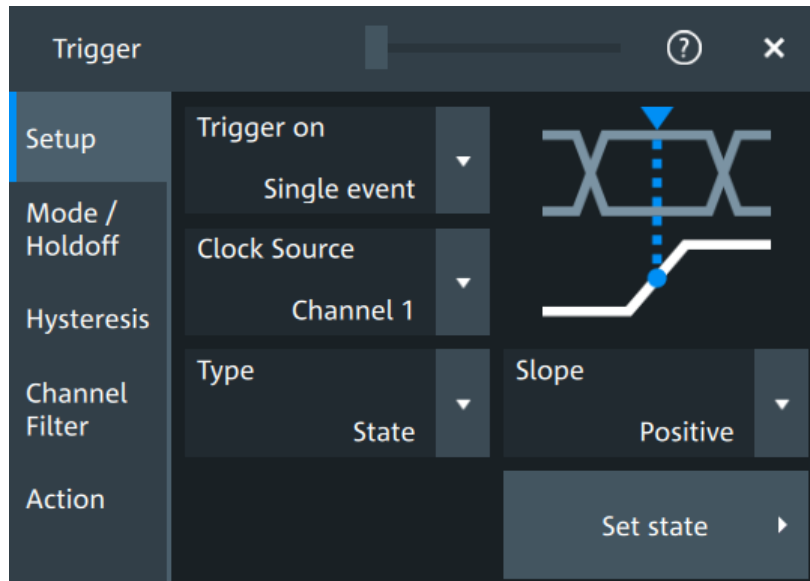 Trigger
?
Setup
Mode /
Holdoff
Hysteresis
Channel
Filter
Action
Trigger on
Single event
Clock Source
Channel 1
Type
State
Slope
Positive
Set state